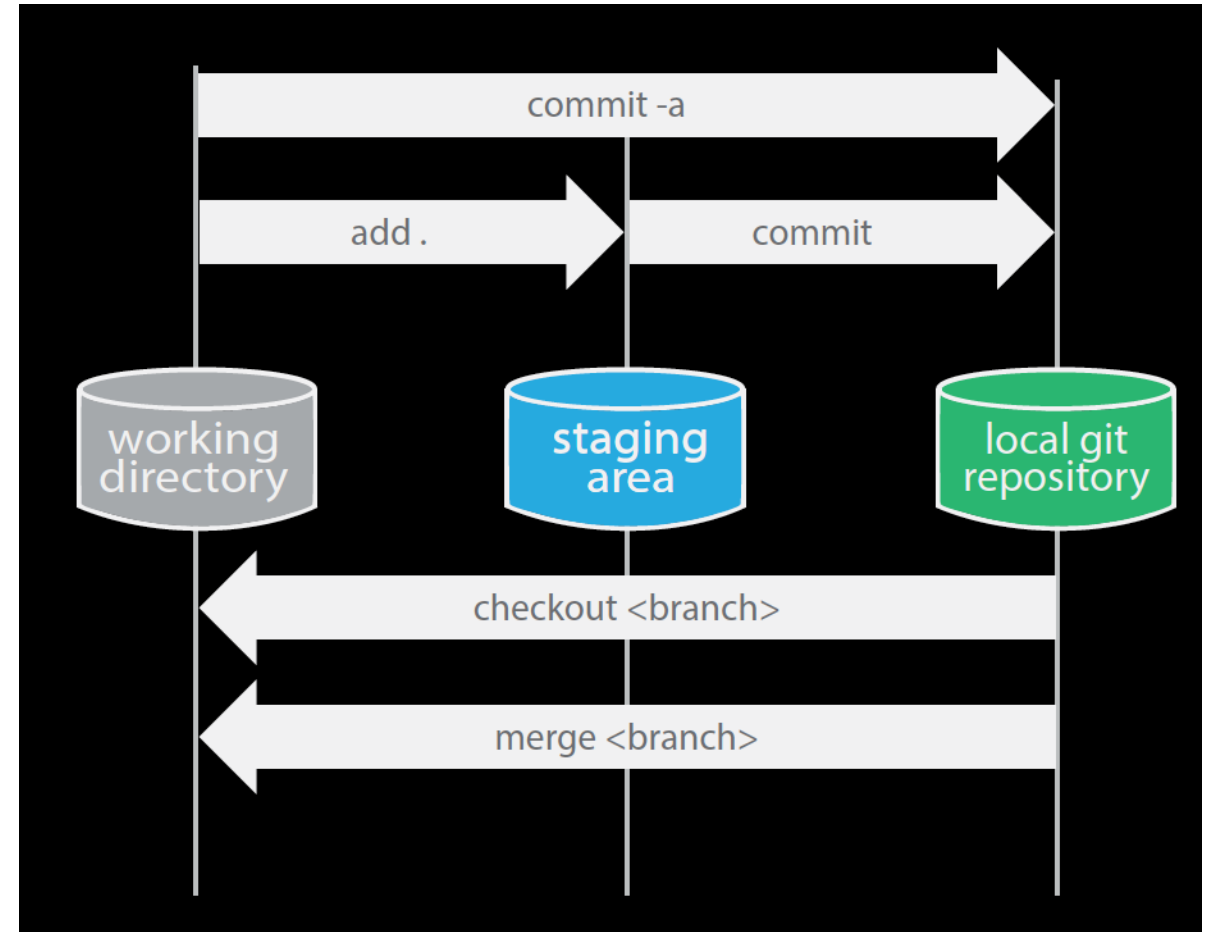 commit -a
add .
commit
working
directory
staging
area
local git
repository
checkout <branch>
merge <branch>